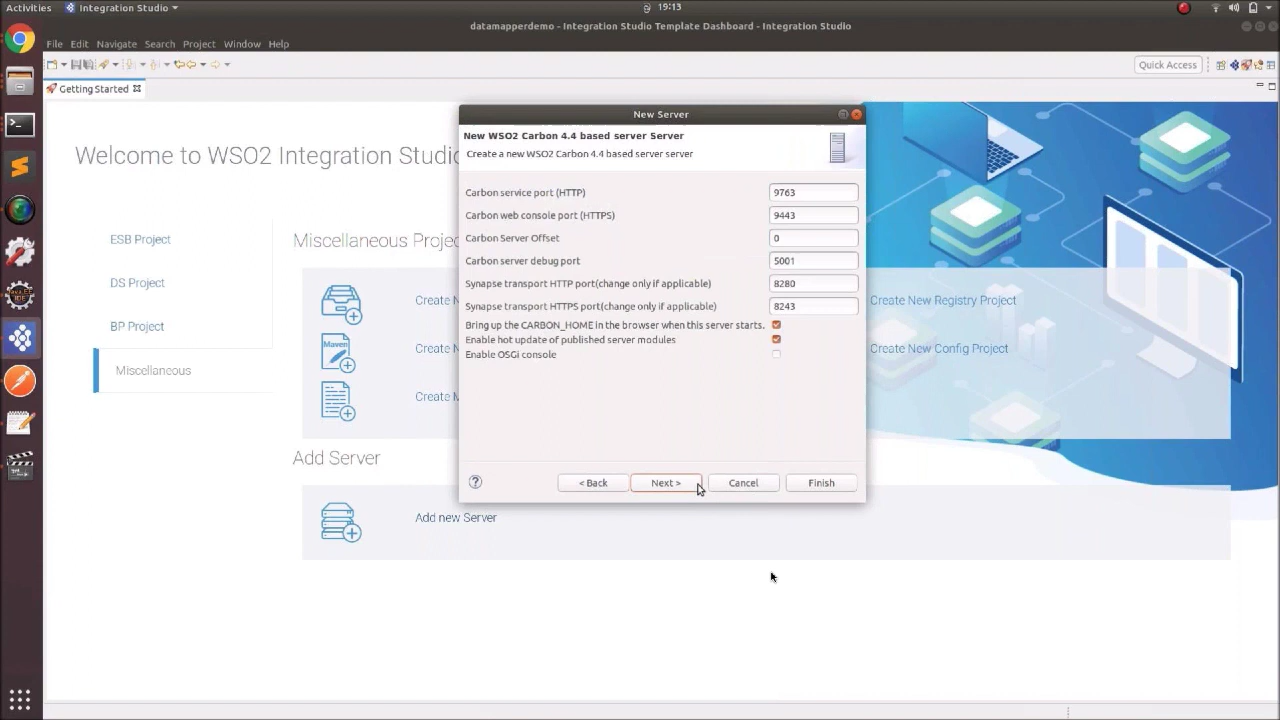 Activities
Integration Studio
19:13
datamapperdemo - Integration Studio Template Dashboard - Integration Studio
File Edit Navigate Search Project Window Help
Quick Access
Getting Started
Welcome to WSO2 Integration Studio
ESB Project
DS Project
BP Project
Miscellaneous
Miscellaneous Projec
Create N
Create New Registry Project
Maven
Create N
Create New Config Project
Create M
Add Server
Add new Server
New Server
New WSO2 Carbon 4.4 based server Server
Create a new WSO2 Carbon 4.4 based server server
Carbon service port (HTTP) 9763
Carbon web console port (HTTPS) 9443
Carbon Server Offset 0
Carbon server debug port 5001
Synapse transport HTTP port(change only if applicable) 8280
Synapse transport HTTPS port(change only if applicable) 8243
Bring up the CARBON_HOME in the browser when this server starts.
Enable hot update of published server modules
Enable OSGi console
< Back Next > Cancel Finish